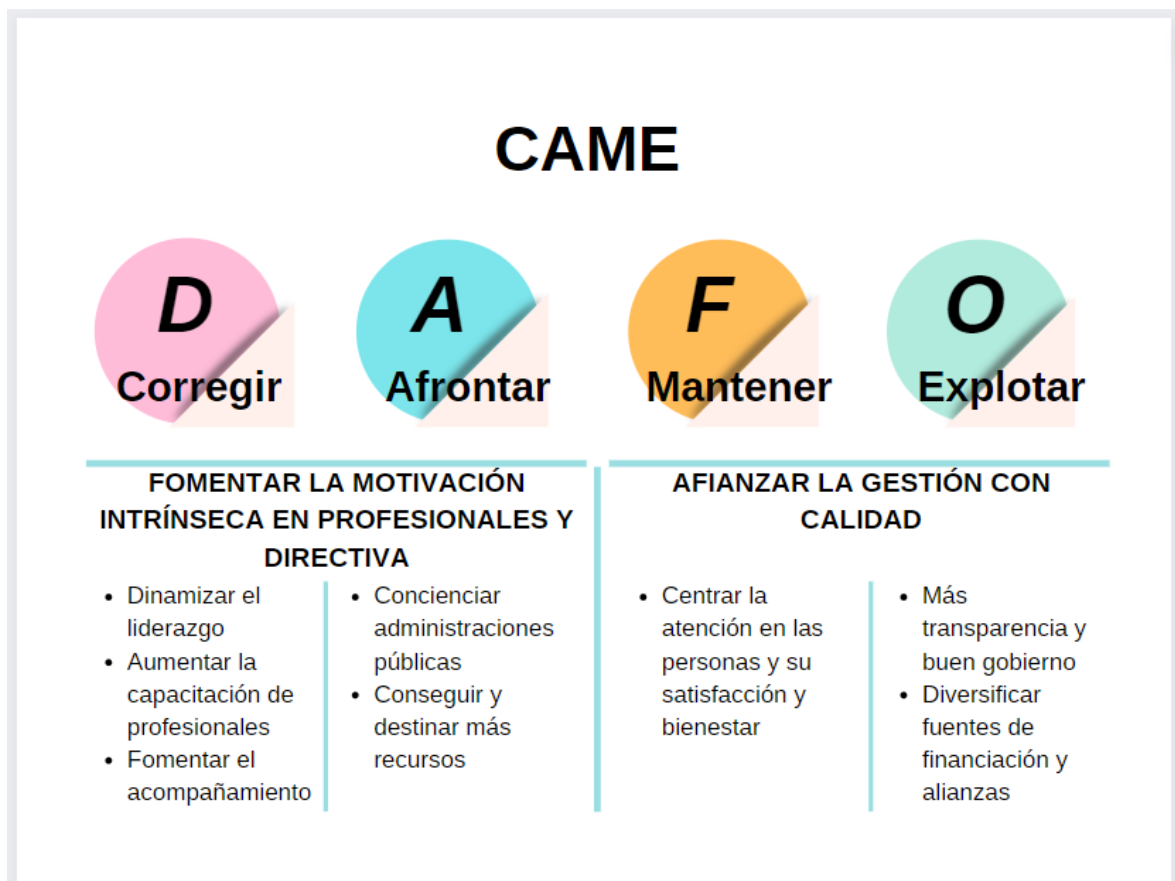 CAME
D
Corregir
A
Afrontar
F
Mantener
O
Explotar
FOMENTAR LA MOTIVACIÓN
INTRÍNSECA EN PROFESIONALES Y
DIRECTIVA
• Dinamizar el
liderazgo
• Aumentar la
capacitación de
profesionales
• Fomentar el
acompañamiento
• Concienciar
administraciones
públicas
• Conseguir y
destinar más
recursos
AFIANZAR LA GESTIÓN CON
CALIDAD
• Centrar la
atención en las
personas y su
satisfacción y
bienestar
• Más
transparencia y
buen gobierno
• Diversificar
fuentes de
financiación y
alianzas